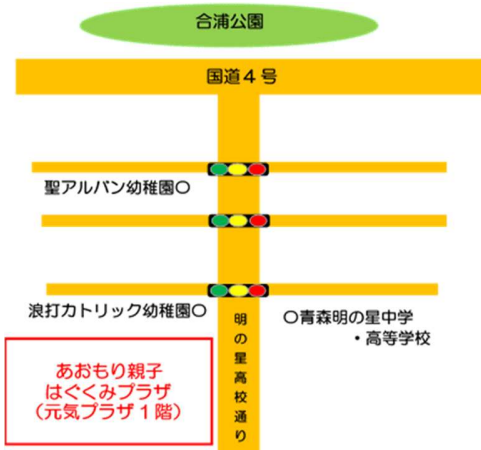 合浦公園
国道4号
聖アルバン幼稚園〇
浪打カトリック幼稚園〇
〇青森明の星中学
・高等学校
明の星高校通り
あおもり親子
はぐくみプラザ
（元気プラザ1階）